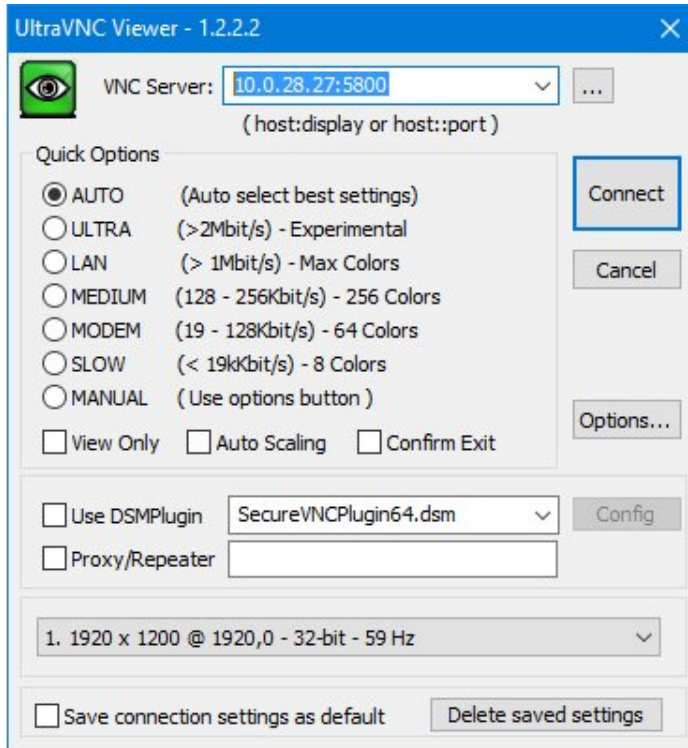 UltraVNC Viewer - 1.2.2.2
VNC Server: 10.0.28.27:5800 ...
( host:display or host::port )
Quick Options
AUTO (Auto select best settings)
ULTRA (>2Mbit/s) - Experimental
LAN (> 1Mbit/s) - Max Colors
MEDIUM (128 - 256Kbit/s) - 256 Colors
MODEM (19 - 128Kbit/s) - 64 Colors
SLOW (< 19kKbit/s) - 8 Colors
MANUAL ( Use options button )
View Only Auto Scaling Confirm Exit
Connect
Cancel
Options...
Use DSMPlugin SecureVNCPlugin64.dsm Config
Proxy/Repeater
1. 1920 x 1200 @ 1920,0 - 32-bit - 59 Hz
Save connection settings as default Delete saved settings